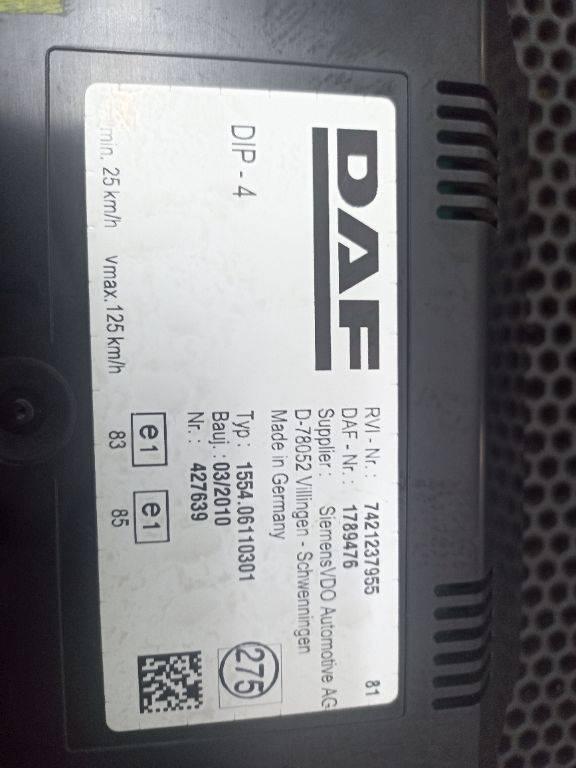 DAF
RVI - Nr. : 7421237955 81
DAF - Nr. : 1789476
Supplier : SiemensVDO Automotive AG
D-78052 Villingen - Schwenningen
Made in Germany
DIP - 4
Typ : 1554.06110301
Bauj. : 03/2010
Nr. : 427639
275
min. 25 km/h vmax.125 km/h
e1 e1
83 85